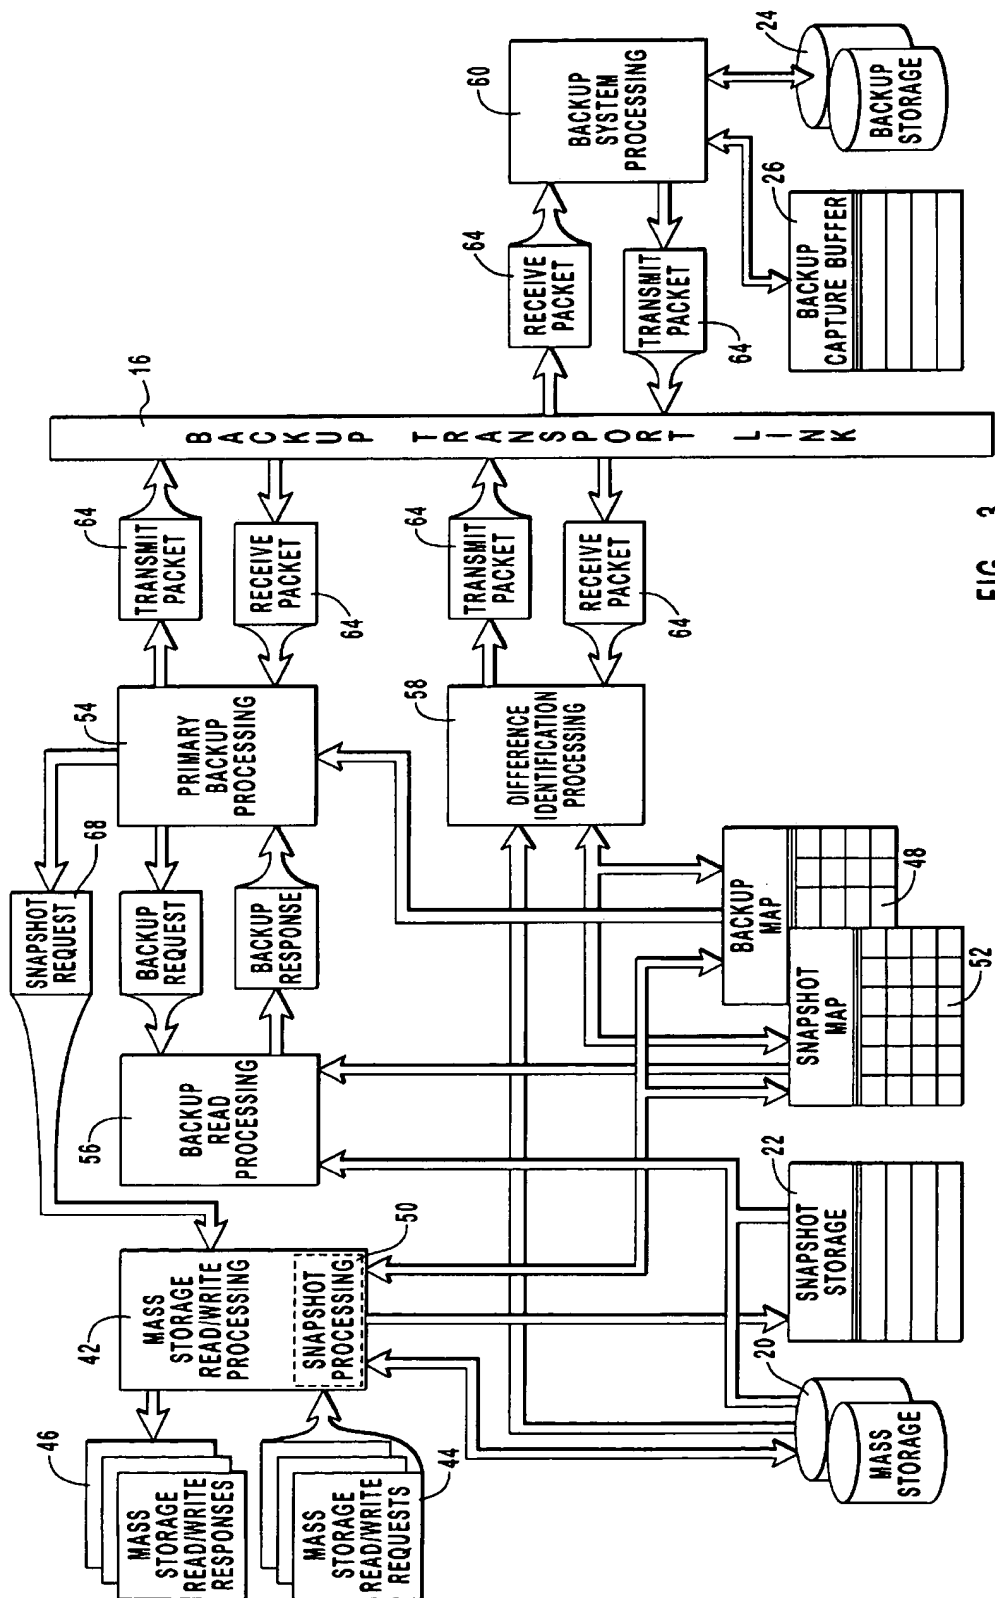 46
MASS
STORAGE
READ/WRITE
RESPONSES
MASS
STORAGE
READ/WRITE
REQUESTS
44
42
MASS
STORAGE
READ/WRITE
PROCESSING
SNAPSHOT
PROCESSING
50
56
BACKUP
READ
PROCESSING
SNAPSHOT
REQUEST
68
BACKUP
REQUEST
BACKUP
RESPONSE
54
PRIMARY
BACKUP
PROCESSING
64
TRANSMIT
PACKET
RECEIVE
PACKET
64
58
DIFFERENCE
IDENTIFICATION
PROCESSING
64
TRANSMIT
PACKET
RECEIVE
PACKET
64
16
BACKUP TRANSPORT LINK
64
RECEIVE
PACKET
TRANSMIT
PACKET
64
60
BACKUP
SYSTEM
PROCESSING
20
MASS
STORAGE
22
SNAPSHOT
STORAGE
SNAPSHOT
MAP
52
BACKUP
MAP
48
26
BACKUP
CAPTURE BUFFER
24
BACKUP
STORAGE
FIG. 3